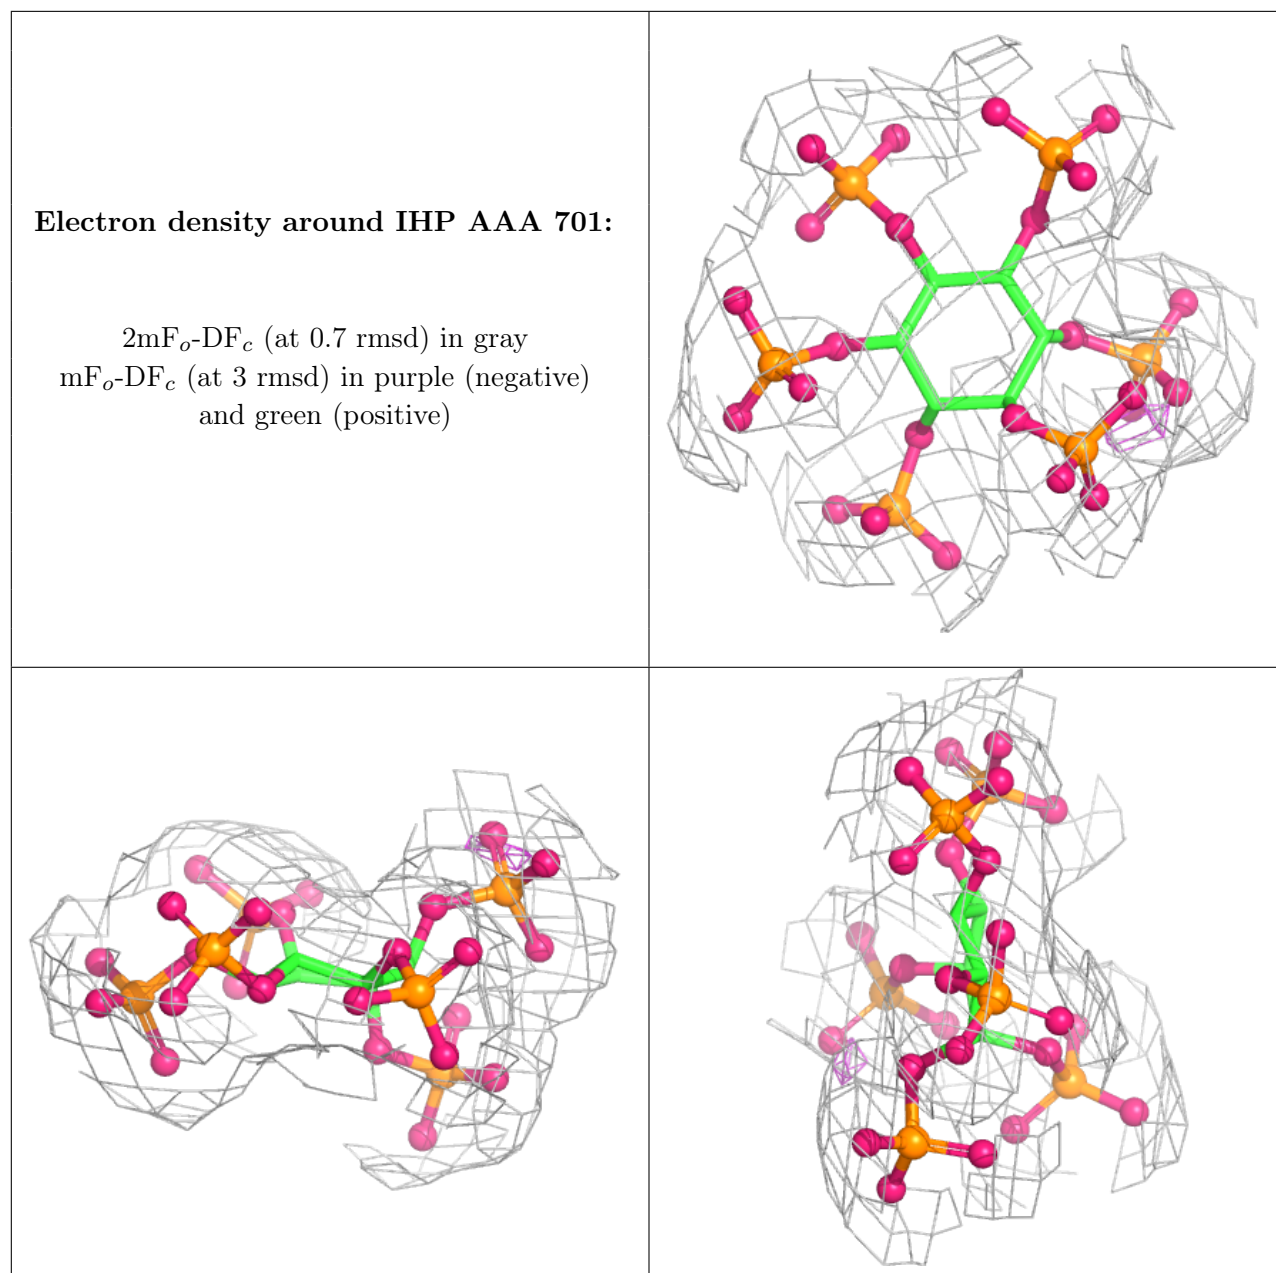 Electron density around IHP AAA 701:
2mFₒ-DF𝑐 (at 0.7 rmsd) in gray
mFₒ-DF𝑐 (at 3 rmsd) in purple (negative)
and green (positive)